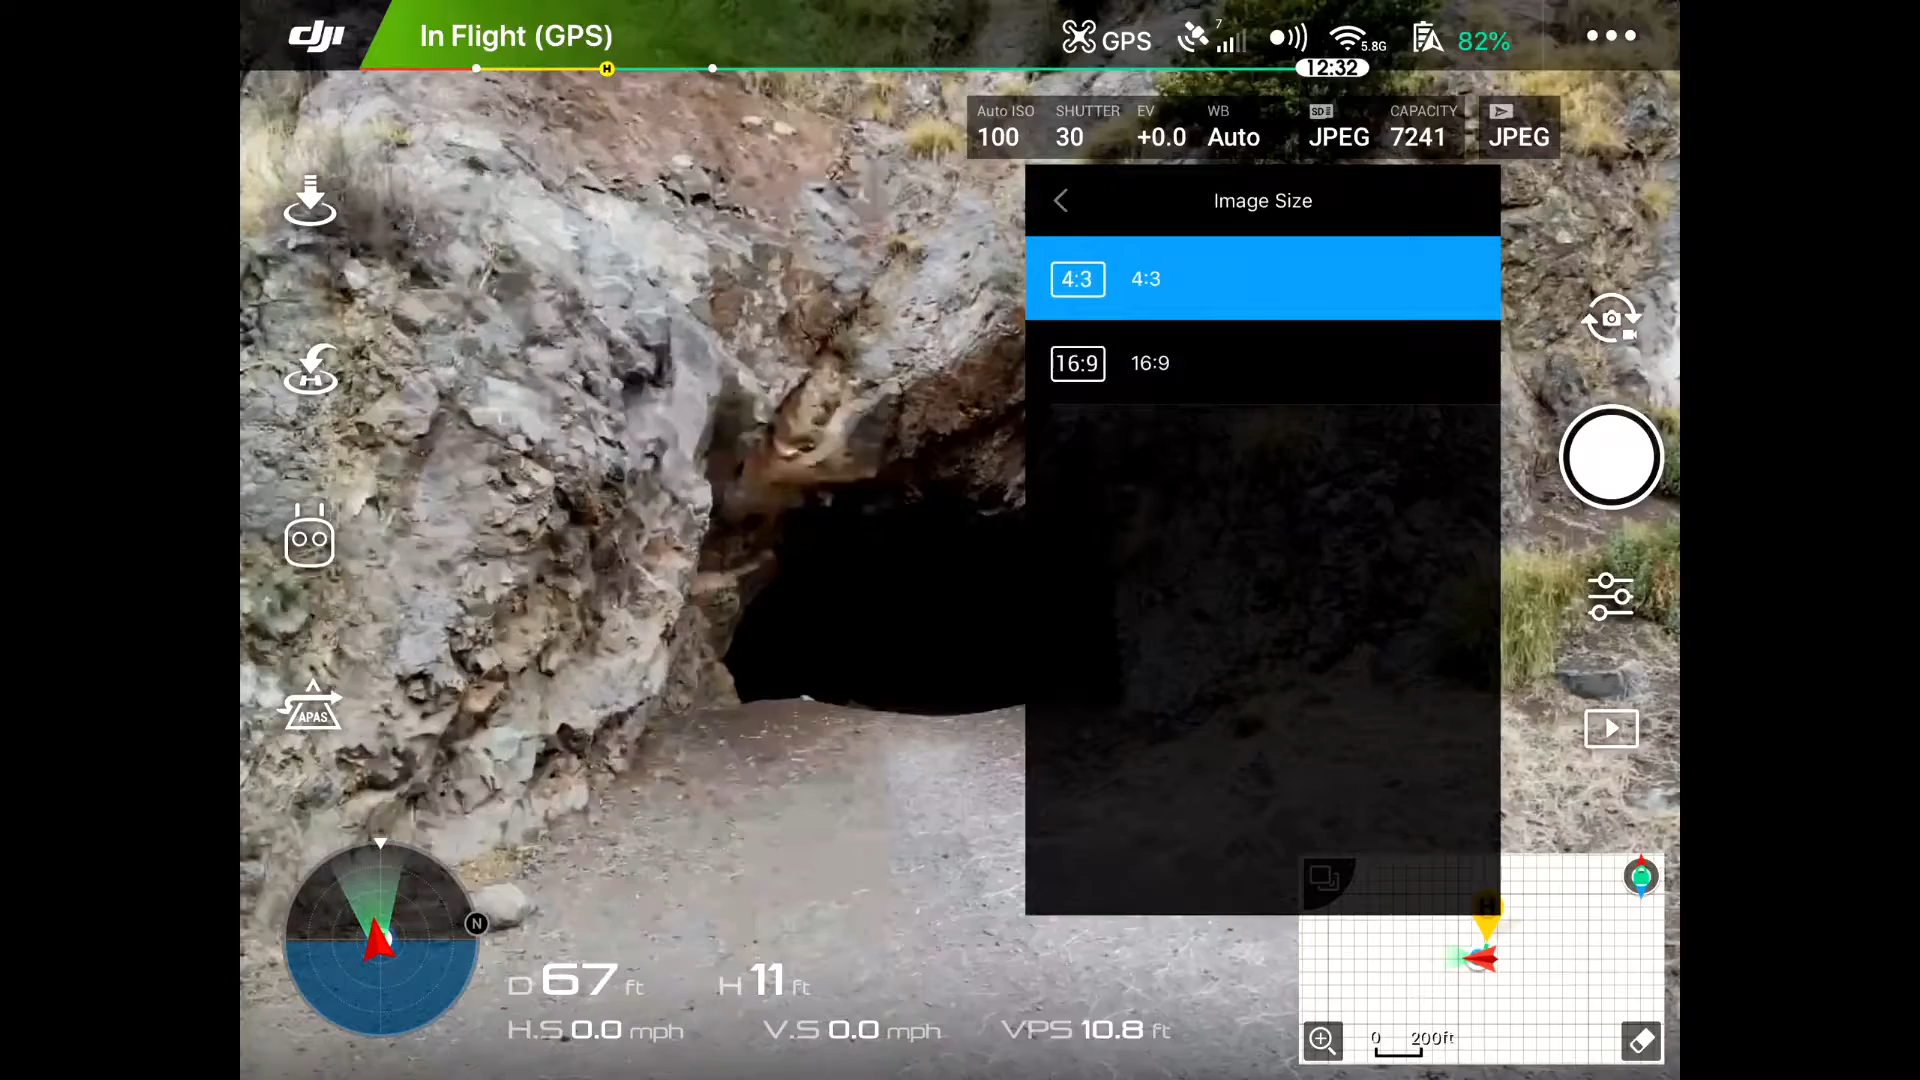 dji In Flight (GPS) GPS 7 5.8G 82%
H 12:32
Auto ISO SHUTTER EV WB SD CAPACITY
100 30 +0.0 Auto JPEG 7241 JPEG
Image Size
4:3 4:3
16:9 16:9
H
APAS
N
H
D 67 ft H 11 ft
H.S 0.0 mph V.S 0.0 mph VPS 10.8 ft
0 200ft